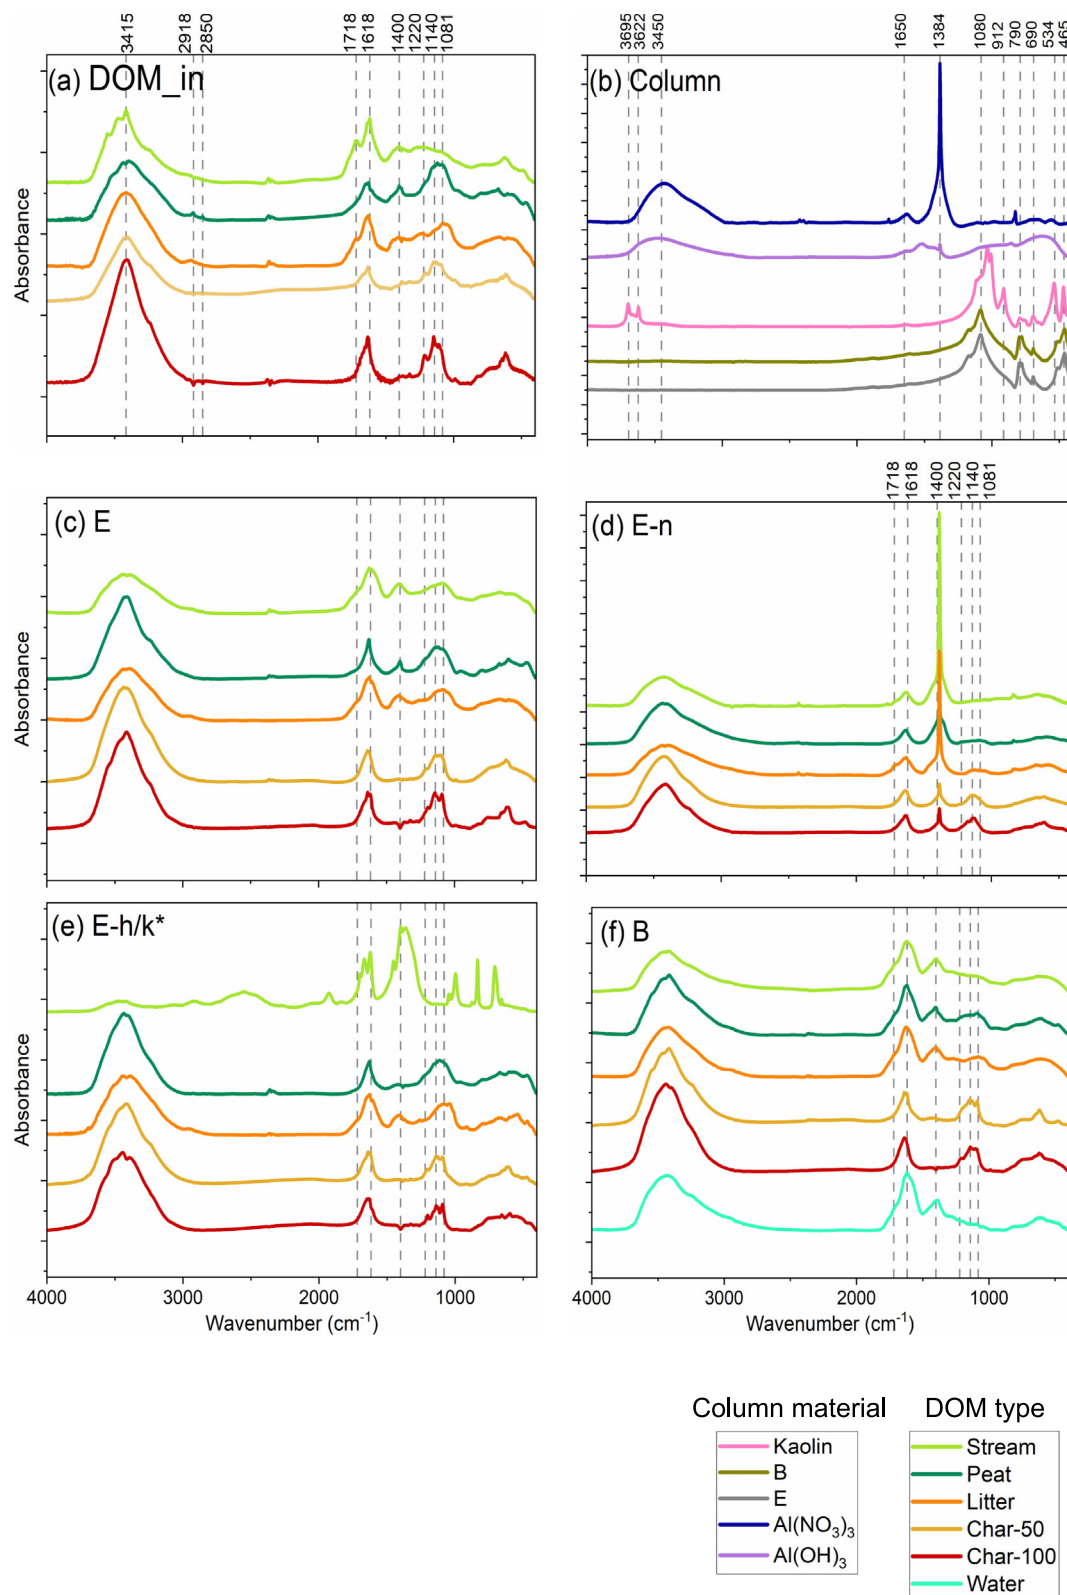 3415
2918
2850
1718
1618
1400
1220
1140
1081
(a) DOM_in
Absorbance
3695
3622
3450
1650
1384
1080
912
790
690
534
465
(b) Column
(c) E
Absorbance
1718
1618
1400
1220
1140
1081
(d) E-n
(e) E-h/k*
Absorbance
4000
3000
2000
1000
Wavenumber (cm⁻¹)
(f) B
4000
3000
2000
1000
Wavenumber (cm⁻¹)
Column material
Kaolin
B
E
Al(NO₃)₃
Al(OH)₃
DOM type
Stream
Peat
Litter
Char-50
Char-100
Water